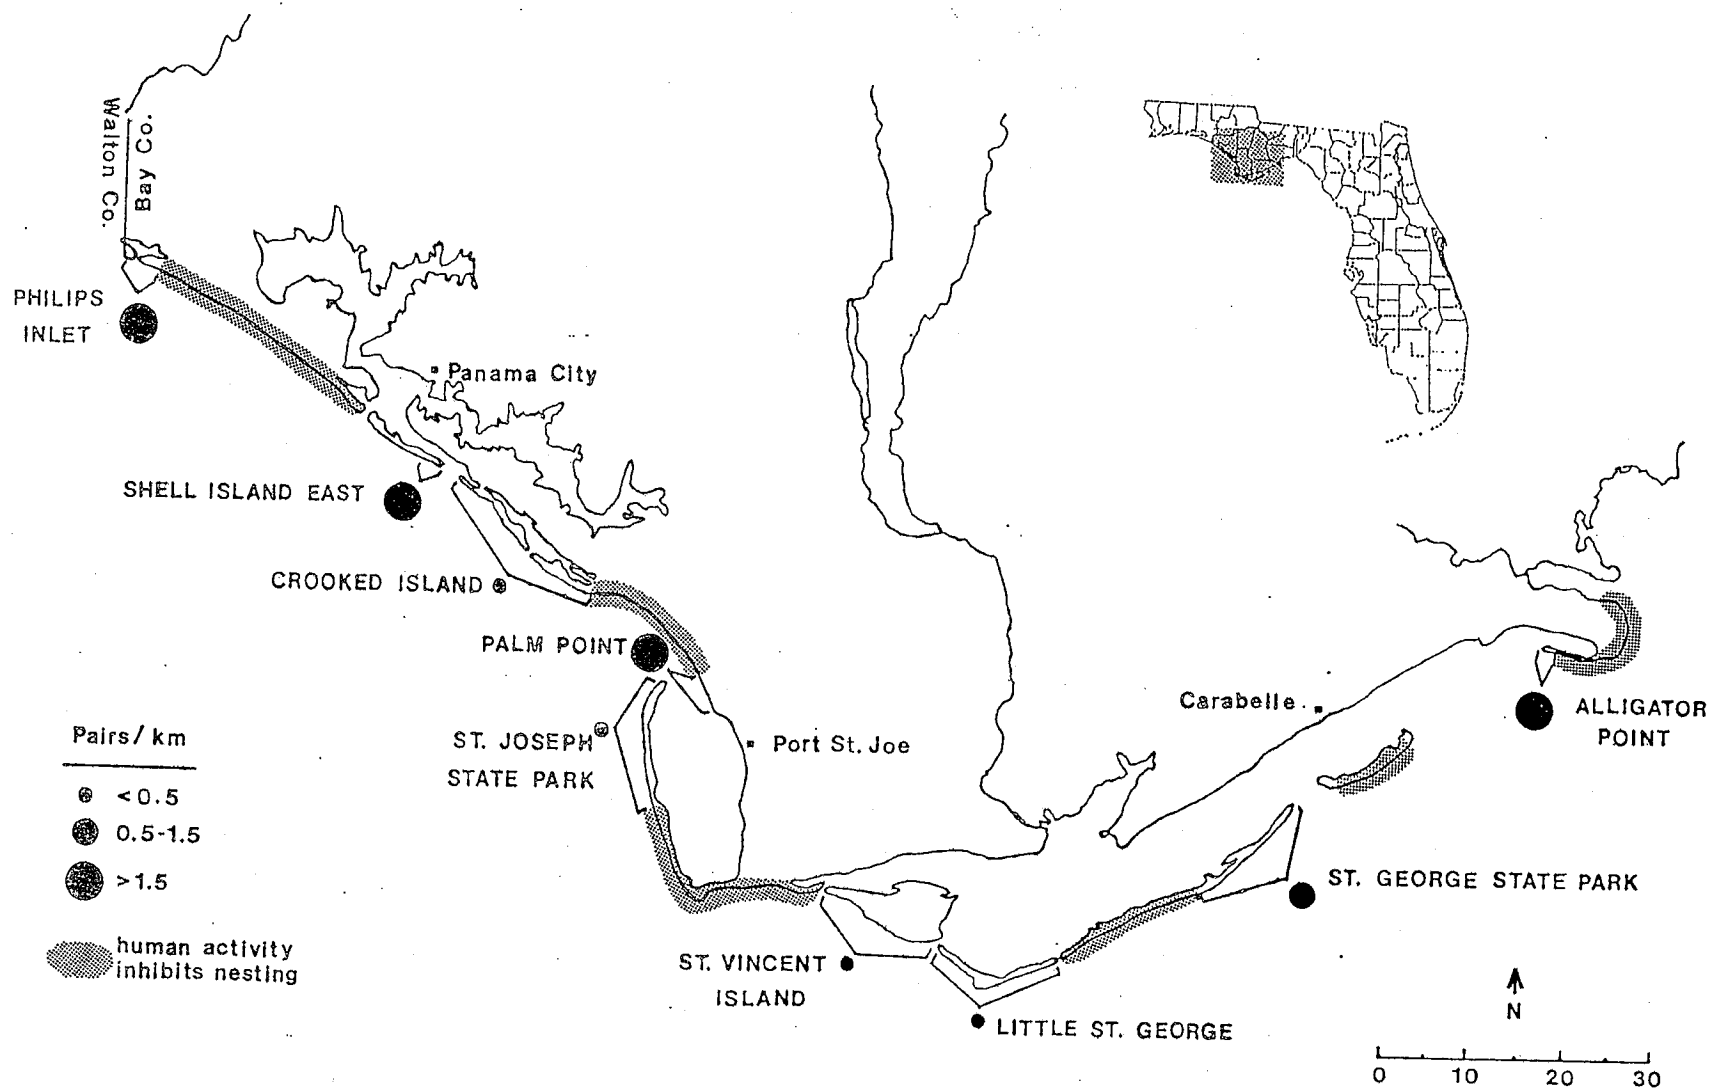 Walton Co.
Bay Co.
PHILIPS
INLET
Panama City
SHELL ISLAND EAST
CROOKED ISLAND
PALM POINT
ST. JOSEPH
STATE PARK
Port St. Joe
Carabelle
ALLIGATOR
POINT
Pairs/km
<0.5
0.5-1.5
>1.5
human activity
inhibits nesting
ST. GEORGE STATE PARK
ST. VINCENT
ISLAND
LITTLE ST. GEORGE
N
0 10 20 30